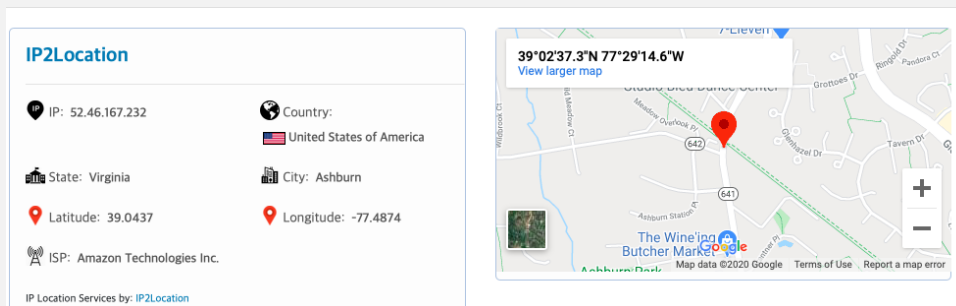 IP2Location
IP: 52.46.167.232
Country:
United States of America
State: Virginia
City: Ashburn
Latitude: 39.0437
Longitude: -77.4874
ISP: Amazon Technologies Inc.
IP Location Services by: IP2Location
39°02'37.3"N 77°29'14.6"W
View larger map
7-Eleven
Studio Bleu Dance Center
Ringold Dr
Pandora Ct
Grottoes Dr
Wildbrook Ct
Meadow Overlook Pl
642
Glenhazel Dr
Tavern Dr
641
Ashburn Station Pl
The Wine'ing
Butcher Market
Google
Ashburn Park
+
−
Map data ©2020 Google
Terms of Use
Report a map error